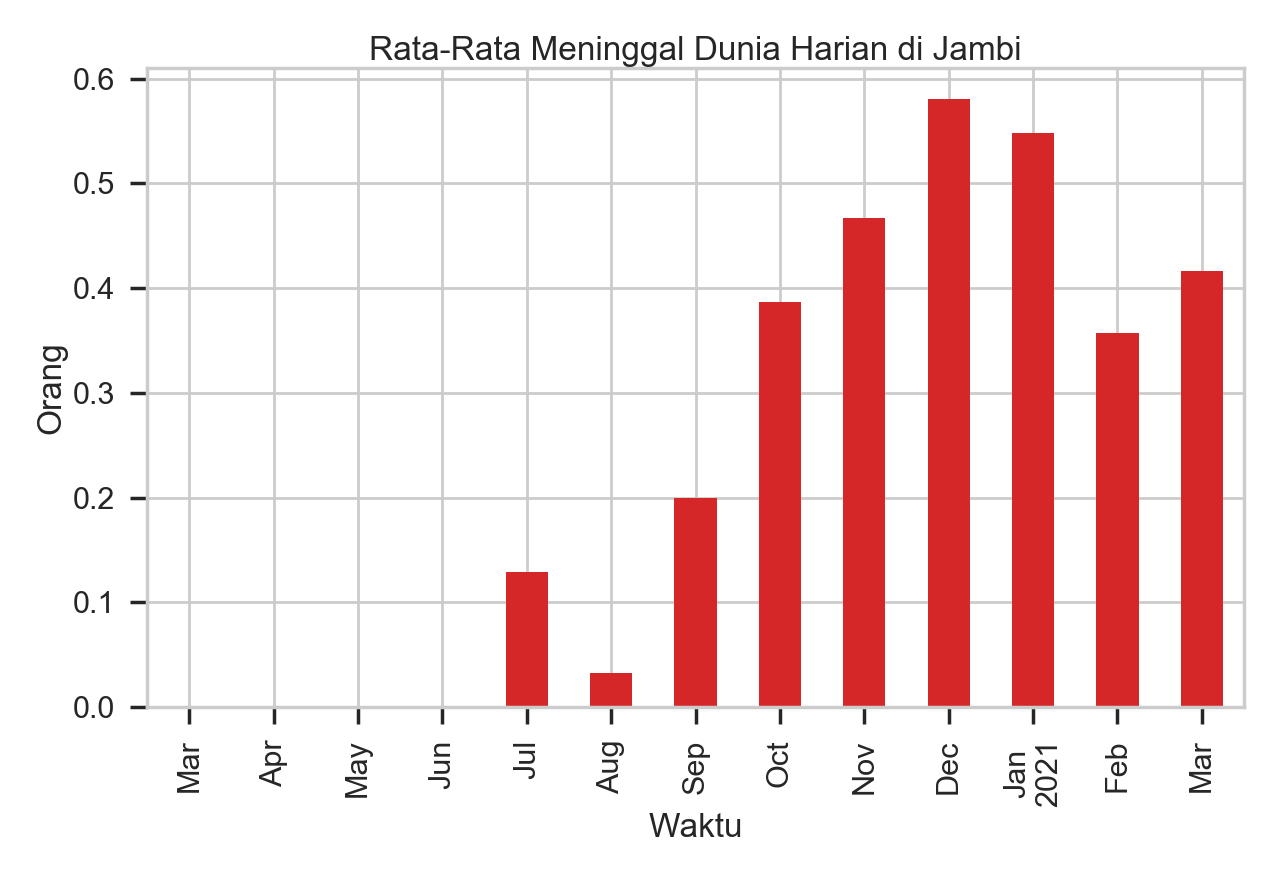 Rata-Rata Meninggal Dunia Harian di Jambi
0.6
0.5
0.4
0.3
0.2
0.1
0.0
Orang
Mar
Apr
May
Jun
Jul
Aug
Sep
Oct
Nov
Dec
Jan
2021
Feb
Mar
Waktu